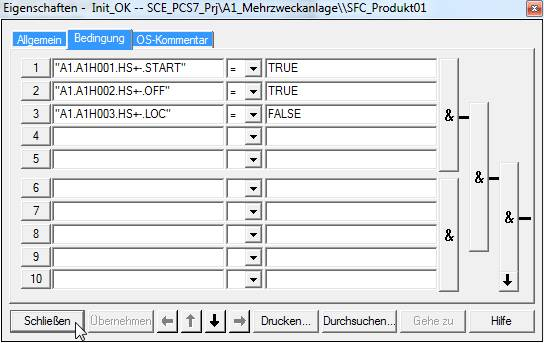 Eigenschaften - Init_OK -- SCE_PCS7_Prj\A1_Mehrzweckanlage\\SFC_Produkt01
Allgemein Bedingung OS-Kommentar
1 "A1.A1H001.HS+-.START" = TRUE
2 "A1.A1H002.HS+-.OFF" = TRUE
3 "A1.A1H003.HS+-.LOC" = FALSE
&
4
5
&
6
7
&
8
&
9
10
Schließen Übernehmen Drucken... Durchsuchen... Gehe zu Hilfe